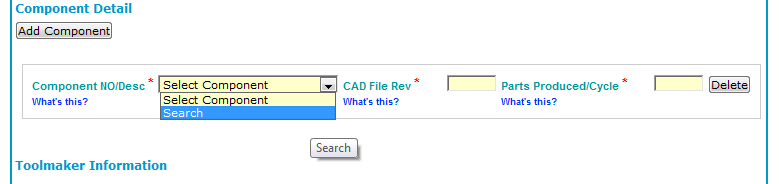 Component Detail
Add Component
Component NO/Desc * Select Component CAD File Rev * Parts Produced/Cycle * Delete
What's this? Select Component What's this? What's this?
Search
Search
Toolmaker Information